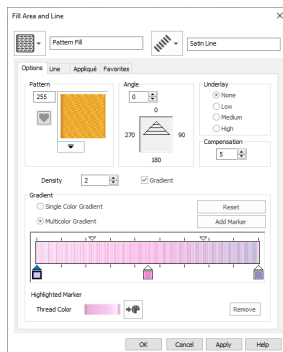 Fill Area and Line
Pattern Fill
Satin Line
Options Line Appliqué Favorites
Pattern
255
Angle
0
0
270
90
180
Underlay
None
Low
Medium
High
Compensation
5
Density
2
Gradient
Gradient
Single Color Gradient
Reset
Multicolor Gradient
Add Marker
Highlighted Marker
Thread Color
Remove
OK Cancel Apply Help